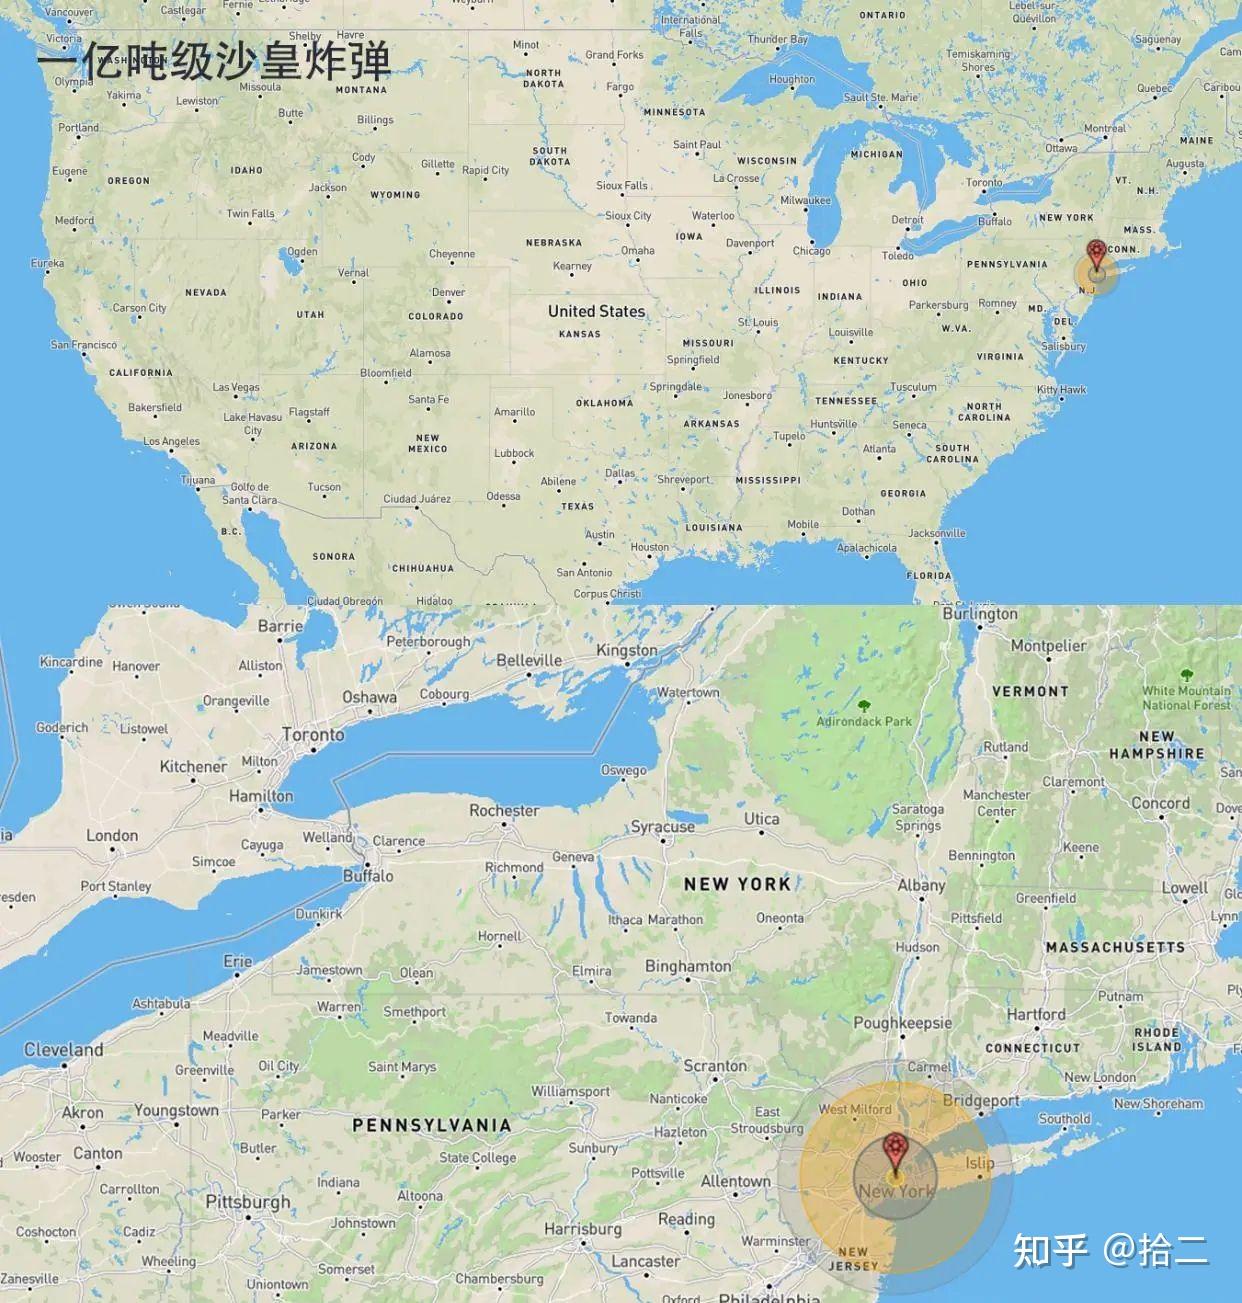 一亿吨级沙皇炸弹
Vancouver
Castlegar
Fernie
Lethbridge
Weyburn
International Falls
ONTARIO
Lebel-sur-Quévillon
Victoria
Shelby
Havre
Minot
Grand Forks
Thunder Bay
Temiskaming Shores
Saguenay
WASHINGTON
Olympia
Yakima
Lewiston
Missoula
MONTANA
NORTH DAKOTA
Fargo
Houghton
Quebec
Caribou
Portland
Butte
Billings
MINNESOTA
Sault Ste. Marie
Montreal
Ottawa
MAINE
Eugene
OREGON
IDAHO
Cody
Gillette
Rapid City
SOUTH DAKOTA
Saint Paul
WISCONSIN
MICHIGAN
Augusta
Jackson
WYOMING
Sioux Falls
La Crosse
Toronto
VT.
N.H.
Medford
Twin Falls
Sioux City
Waterloo
Milwaukee
Detroit
Buffalo
NEW YORK
MASS.
Eureka
Ogden
Cheyenne
NEBRASKA
Omaha
IOWA
Davenport
Chicago
Toledo
CONN.
Vernal
Kearney
PENNSYLVANIA
NEVADA
Denver
ILLINOIS
INDIANA
OHIO
N.J.
Carson City
UTAH
COLORADO
United States
KANSAS
St. Louis
Parkersburg
Romney
MD.
DEL.
W.VA.
San Francisco
Alamosa
MISSOURI
Louisville
Salisbury
CALIFORNIA
Bloomfield
Springfield
KENTUCKY
VIRGINIA
Las Vegas
Santa Fe
Springdale
Jonesboro
Tusculum
Kitty Hawk
Bakersfield
Lake Havasu City
Flagstaff
Amarillo
OKLAHOMA
TENNESSEE
NORTH CAROLINA
Los Angeles
ARIZONA
NEW MEXICO
Lubbock
ARKANSAS
Tupelo
Huntsville
Seneca
Atlanta
SOUTH CAROLINA
Tijuana
Golfo de Santa Clara
Tucson
Ciudad Juárez
Odessa
Abilene
Dallas
Shreveport
MISSISSIPPI
GEORGIA
B.C.
TEXAS
Dothan
LOUISIANA
Mobile
Jacksonville
SONORA
CHIHUAHUA
Austin
Houston
Apalachicola
San Antonio
FLORIDA
Ciudad Obregón
Hidalgo
Corpus Christi
Owen Sound
Barrie
Peterborough
Kingston
Burlington
Montpelier
Kincardine
Hanover
Alliston
Belleville
Watertown
VERMONT
White Mountain National Forest
Orangeville
Oshawa
Cobourg
Adirondack Park
Goderich
Listowel
Toronto
Rutland
NEW HAMPSHIRE
Kitchener
Milton
Oswego
Claremont
Hamilton
Rochester
Saratoga Springs
Manchester Center
Concord
London
Welland
Clarence
Syracuse
Utica
Cayuga
Simcoe
Buffalo
Richmond
Geneva
Bennington
Keene
Port Stanley
NEW YORK
Albany
Greenfield
Lowell
Dunkirk
Ithaca
Marathon
Oneonta
Pittsfield
Lynn
Hornell
Hudson
MASSACHUSETTS
Erie
Jamestown
Olean
Elmira
Binghamton
Ashtabula
Warren
Smethport
Towanda
Poughkeepsie
Hartford
Putnam
Meadville
CONNECTICUT
RHODE ISLAND
Cleveland
Greenville
Oil City
Saint Marys
Scranton
Carmel
New London
Akron
Youngstown
Parker
Williamsport
Nanticoke
East Stroudsburg
West Milford
Bridgeport
Southold
New Shoreham
PENNSYLVANIA
Hazleton
Wooster
Canton
Butler
State College
Sunbury
Islip
Carrollton
Indiana
Altoona
Pottsville
Allentown
New York
Pittsburgh
Coshocton
Cadiz
Johnstown
Harrisburg
Reading
Warminster
NEW JERSEY
Wheeling
Somerset
Lancaster
Zanesville
Uniontown
Chambersburg
Oxford
Philadelphia
知乎 @拾二